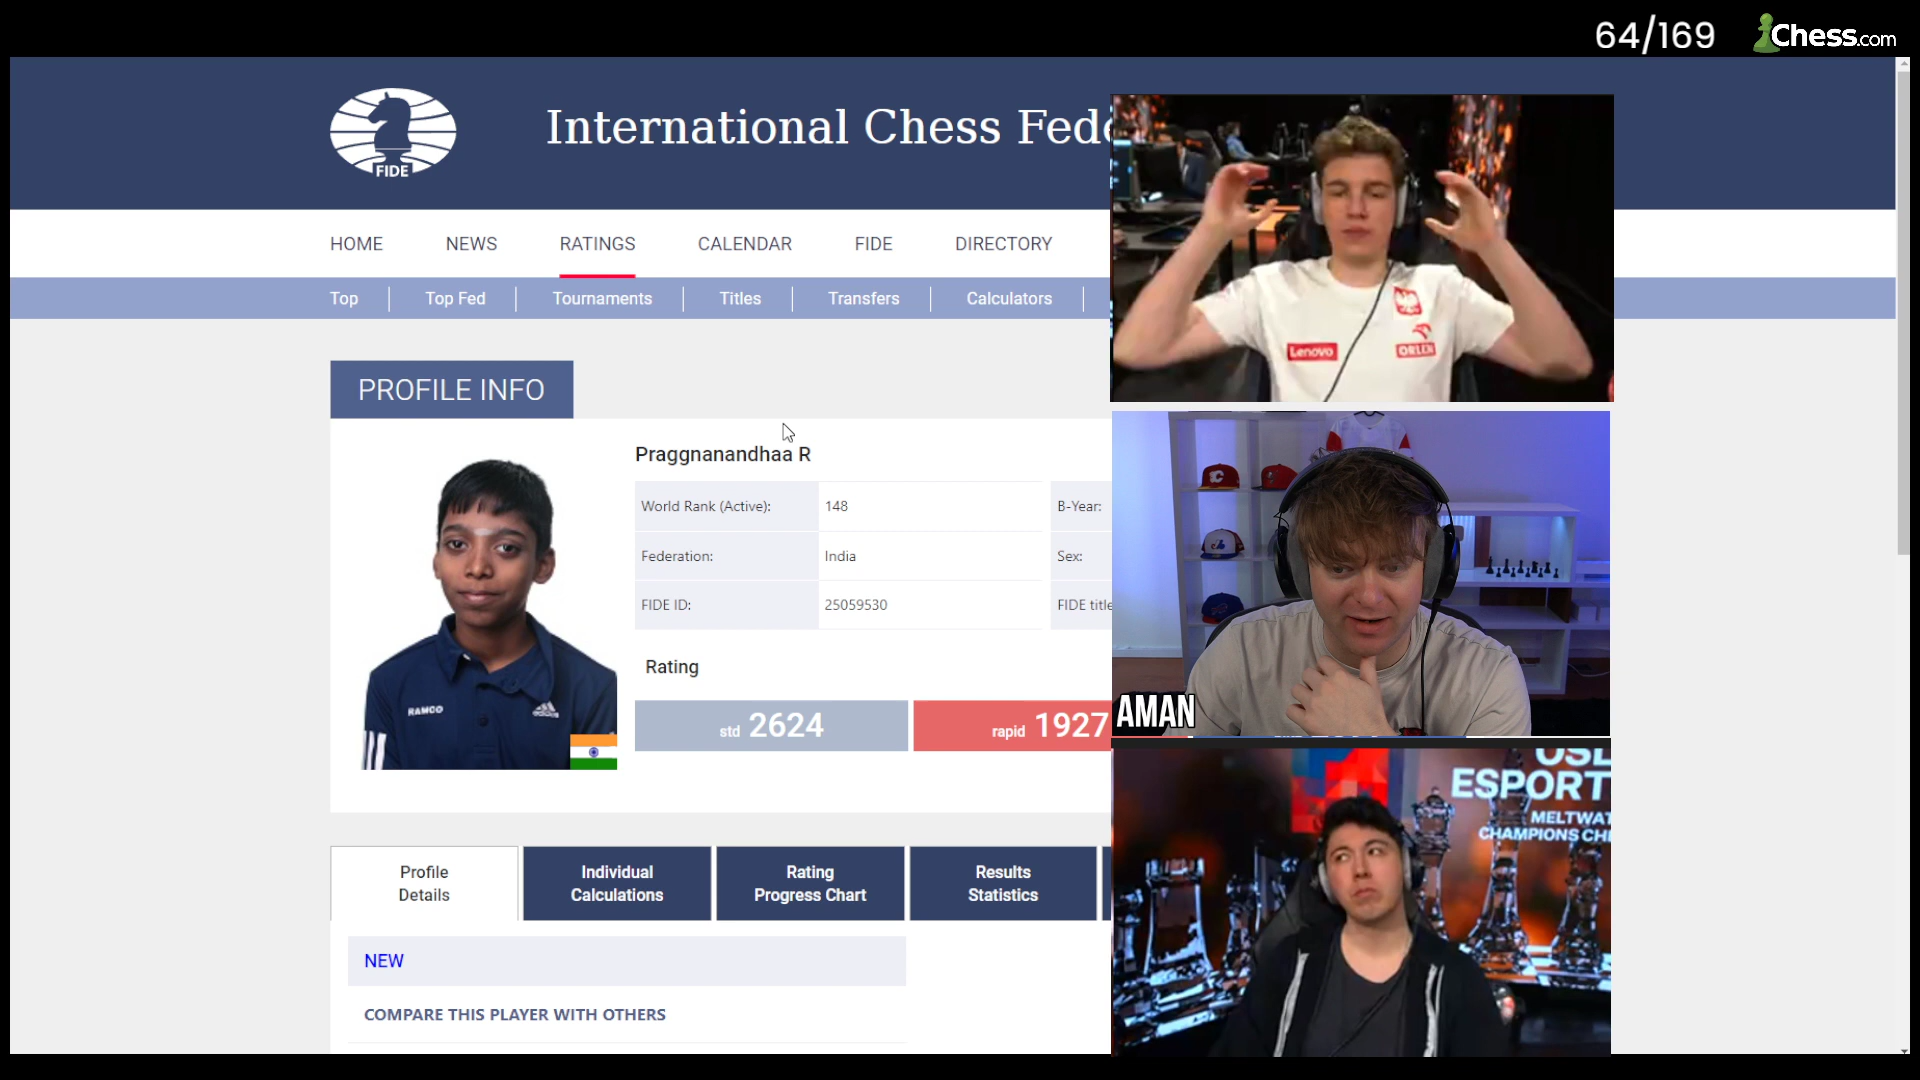 64/169
Chess.com
FIDE
International Chess Fede
HOME NEWS RATINGS CALENDAR FIDE DIRECTORY
Top Top Fed Tournaments Titles Transfers Calculators
PROFILE INFO
Praggnanandhaa R
World Rank (Active): 148 B-Year:
Federation: India Sex:
FIDE ID: 25059530 FIDE title
Rating
std 2624 rapid 1927
RAMCO
adidas
Profile Details
Individual Calculations
Rating Progress Chart
Results Statistics
NEW
COMPARE THIS PLAYER WITH OTHERS
Lenovo
ORLEN
AMAN
OSL
ESPORT
MELTWAT
CHAMPIONS CHE